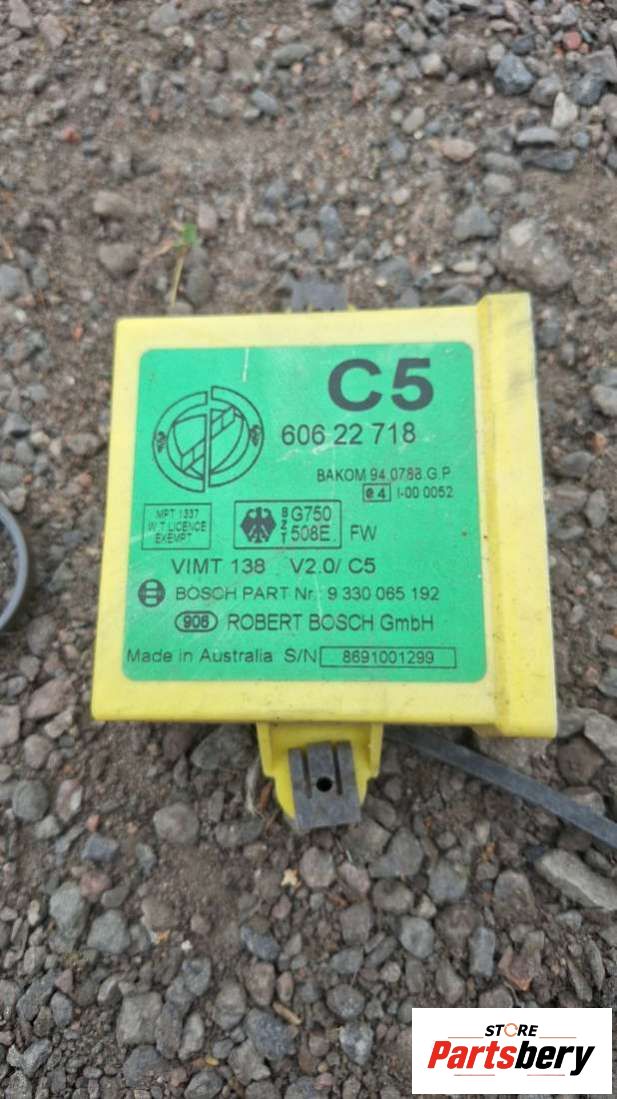 C5
606 22 718
BAKOM 94.0788.G.P
e4 I-00 0052
MPT 1337
W.T. LICENCE
EXEMPT
BZT G750
508E FW
VIMT 138 V2.0/ C5
BOSCH PART Nr. 9 330 065 192
908 ROBERT BOSCH GmbH
Made in Australia S/N 8691001299
STORE
Partsbery